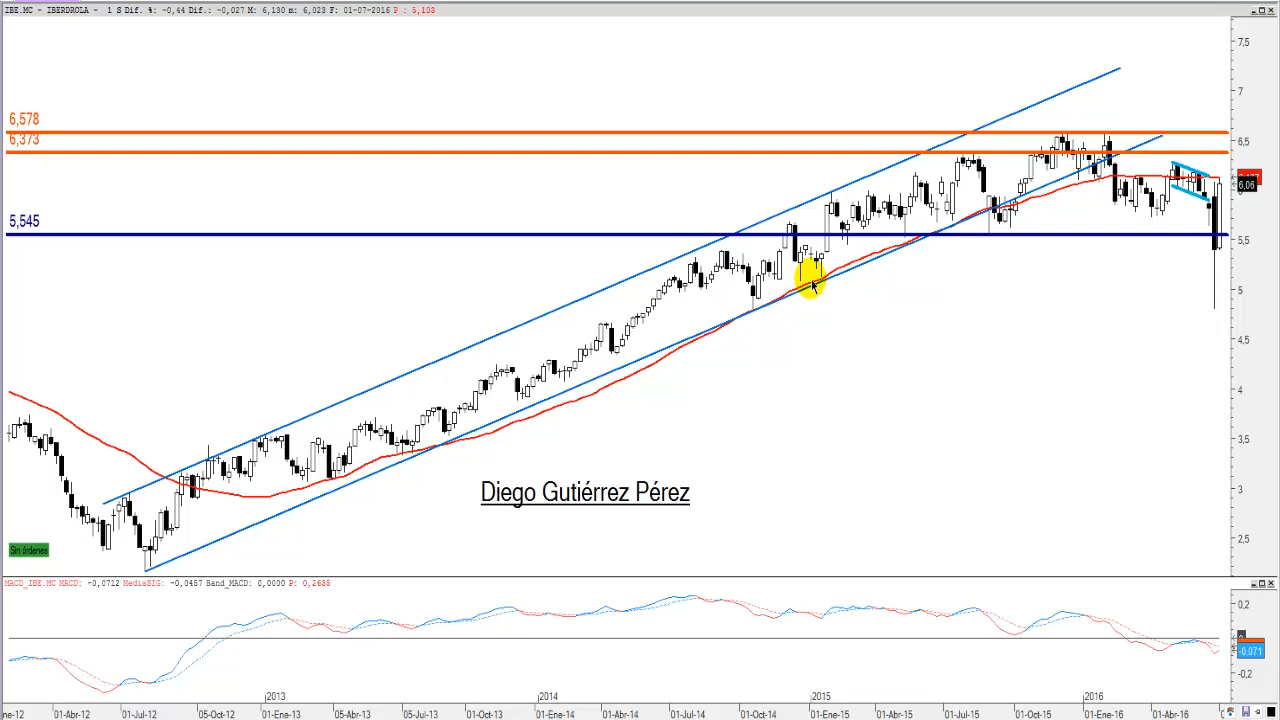 IBE.MC - IBERDROLA - 1 S Dif. %: -0,44 Dif.: -0,027 M: 6,130 m: 6,023 F: 01-07-2016 P : 5,103
7,5
7
6,578
6,5
6,373
6,06
5,545
5,5
5
4,5
4
3,5
3
Diego Gutiérrez Pérez
2,5
Sin órdenes
MACD_IBE.MC MACD: -0,0712 MediaSIG: -0,0457 Band_MACD: 0,0000 P: 0,2635
0,2
-0,071
-0,2
2013 2014 2015 2016
ne-12 01-Abr-12 01-Jul-12 05-Oct-12 01-Ene-13 05-Abr-13 05-Jul-13 01-Oct-13 01-Ene-14 01-Abr-14 01-Jul-14 01-Oct-14 01-Ene-15 01-Abr-15 01-Jul-15 01-Oct-15 01-Ene-16 01-Abr-16